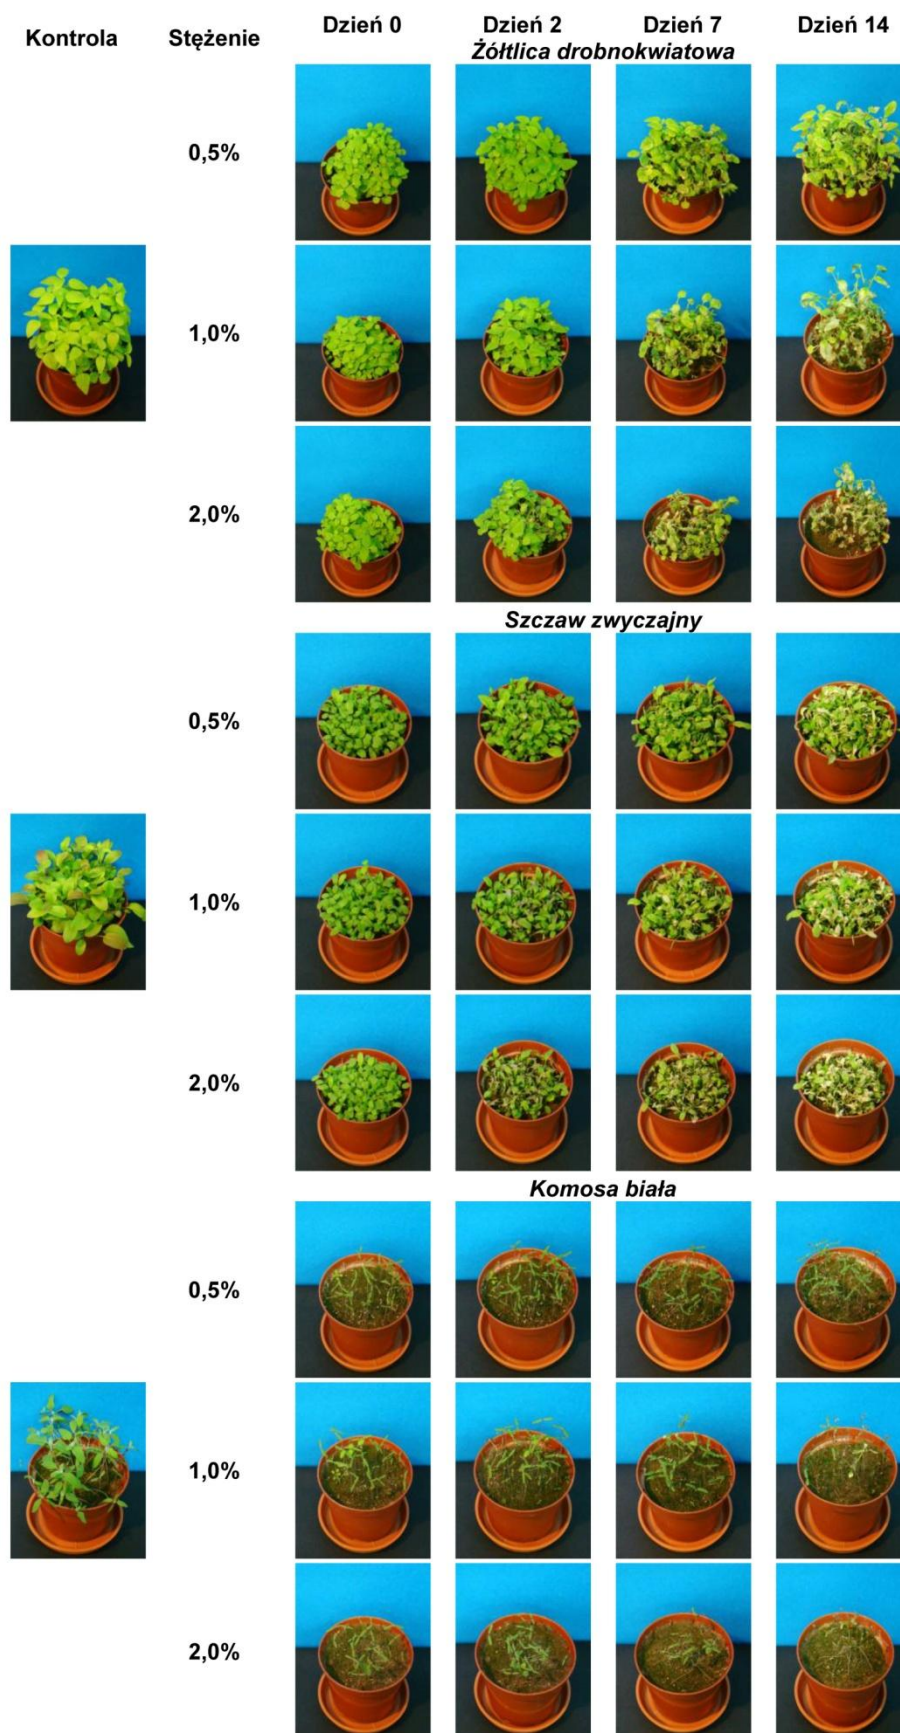 Kontrola Stężenie Dzień 0 Dzień 2 Dzień 7 Dzień 14
Żółtlica drobnokwiatowa
0,5%
1,0%
2,0%
Szczaw zwyczajny
0,5%
1,0%
2,0%
Komosa biała
0,5%
1,0%
2,0%